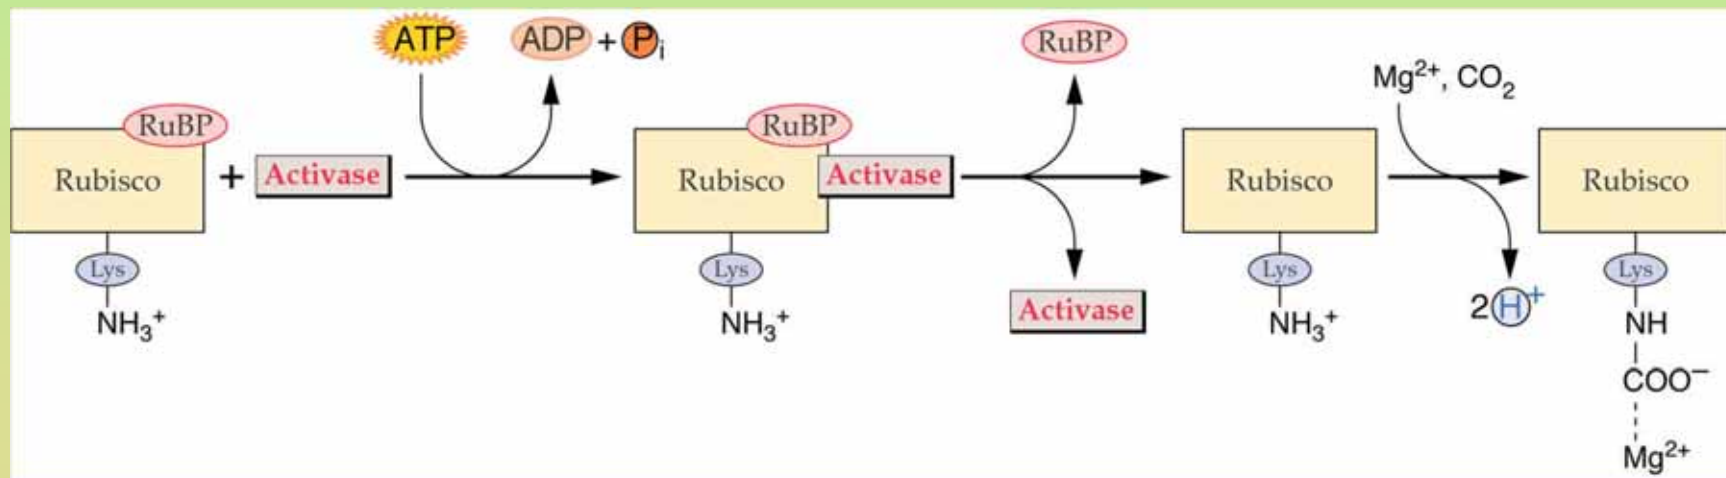 ATP
ADP + Pi
RuBP
Mg²⁺, CO₂
RuBP
RuBP
Rubisco + Activase
Rubisco Activase
Rubisco
Rubisco
Lys
Lys
Lys
Lys
NH₃⁺
NH₃⁺
Activase
NH₃⁺
2H⁺
NH
COO⁻
Mg²⁺